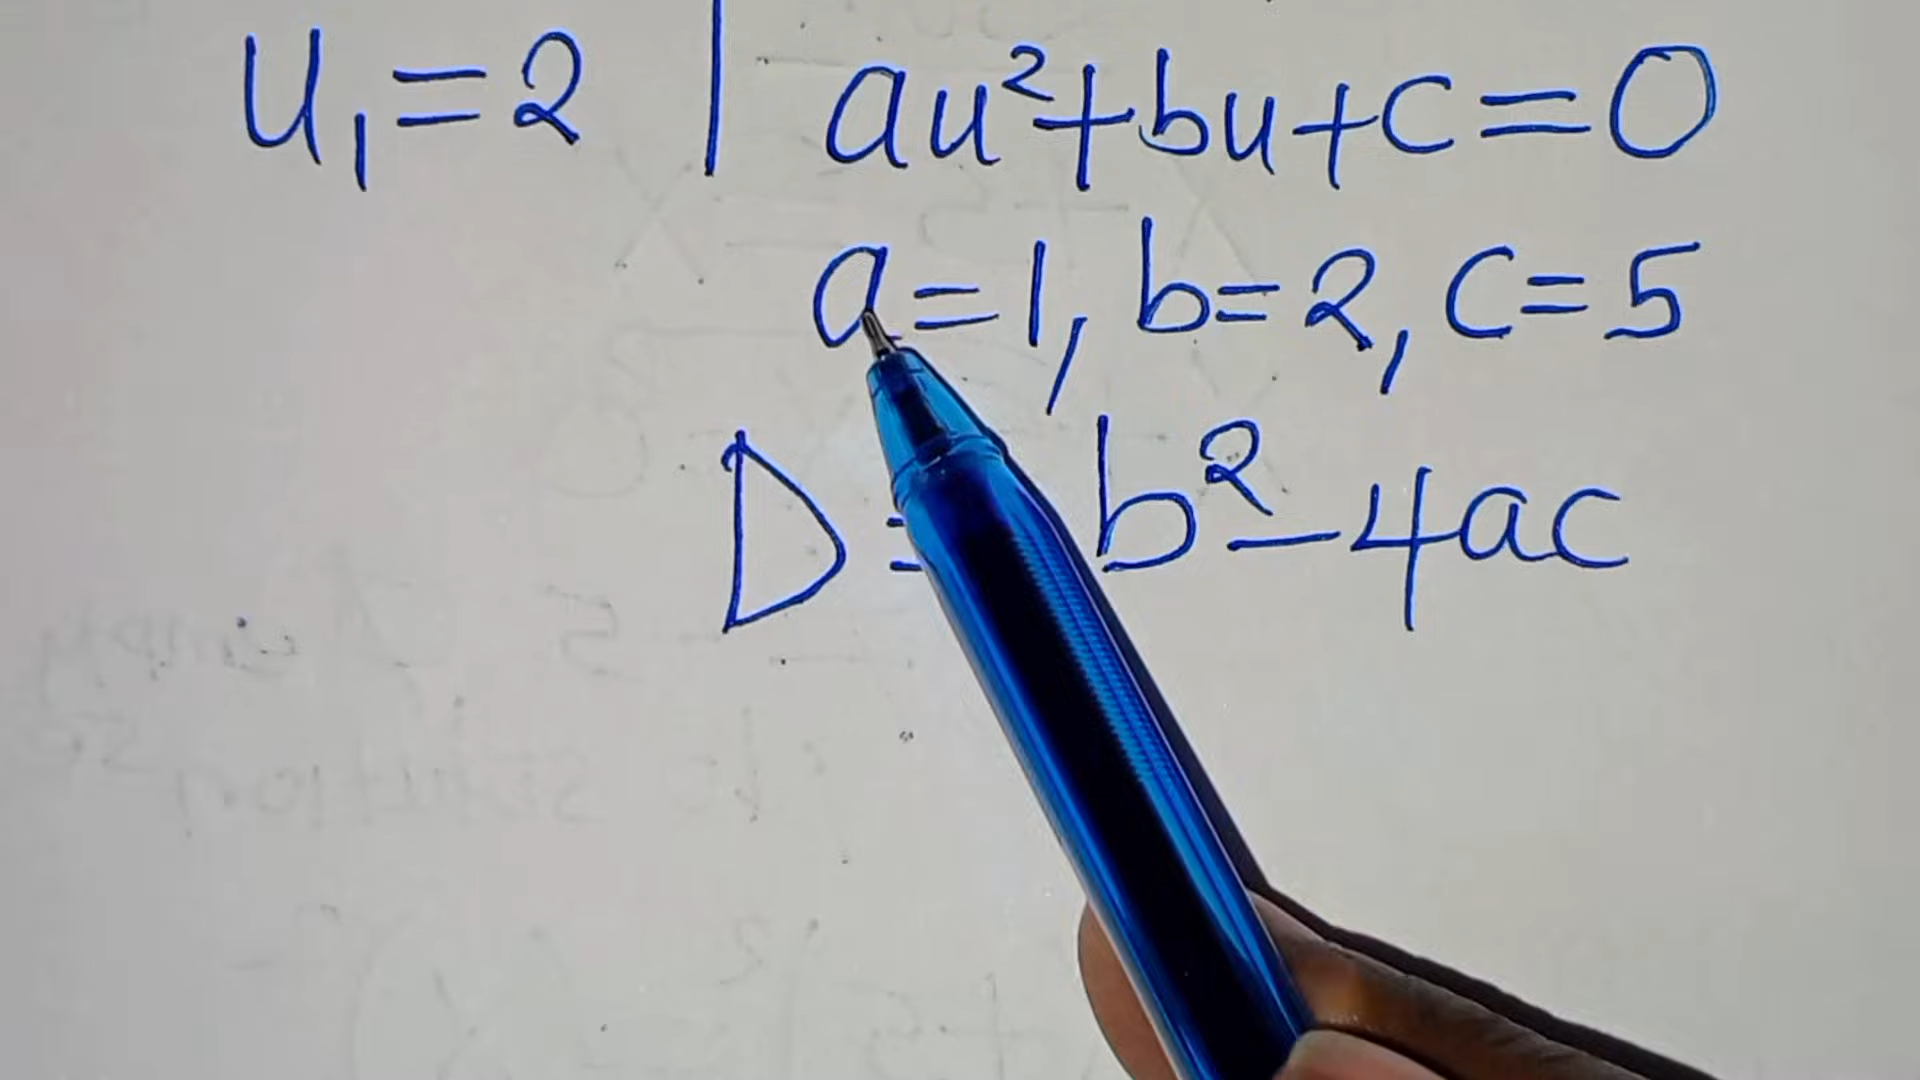 u₁=2 | au²+bu+c=0
a=1, b=2, c=5
D= b²-4ac